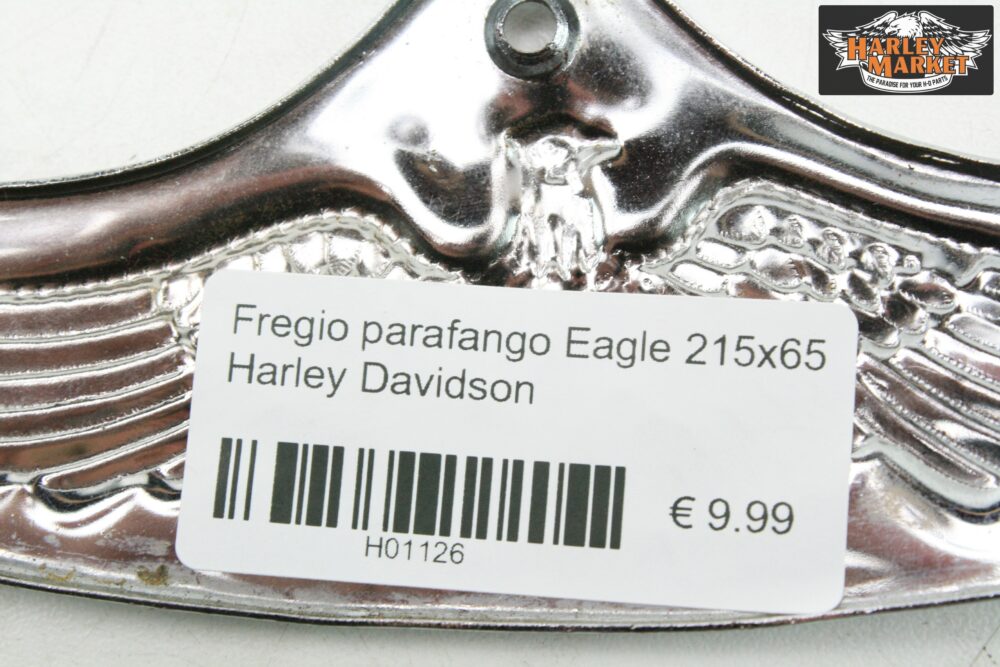 HARLEY
MARKET
THE PARADISE FOR YOUR H-D PARTS
Fregio parafango Eagle 215x65
Harley Davidson
€ 9.99
H01126